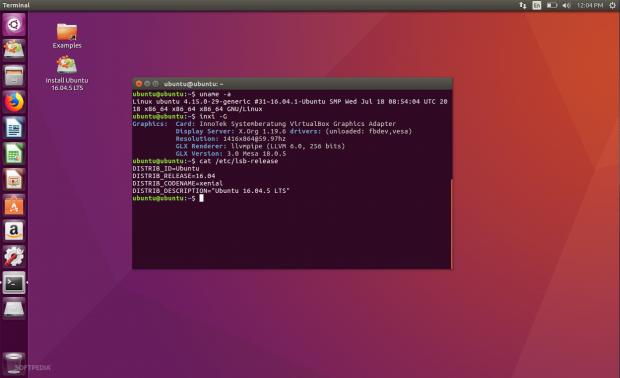 Terminal
En
12:04 PM
Examples
Install Ubuntu
16.04.5 LTS
ubuntu@ubuntu: ~
ubuntu@ubuntu:~$ uname -a
Linux ubuntu 4.15.0-29-generic #31~16.04.1-Ubuntu SMP Wed Jul 18 08:54:04 UTC 20
18 x86_64 x86_64 x86_64 GNU/Linux
ubuntu@ubuntu:~$ inxi -G
Graphics:  Card: InnoTek Systemberatung VirtualBox Graphics Adapter
Display Server: X.Org 1.19.6 drivers: (unloaded: fbdev,vesa)
Resolution: 1416x864@59.97hz
GLX Renderer: llvmpipe (LLVM 6.0, 256 bits)
GLX Version: 3.0 Mesa 18.0.5
ubuntu@ubuntu:~$ cat /etc/lsb-release
DISTRIB_ID=Ubuntu
DISTRIB_RELEASE=16.04
DISTRIB_CODENAME=xenial
DISTRIB_DESCRIPTION="Ubuntu 16.04.5 LTS"
ubuntu@ubuntu:~$
SOFTPEDIA